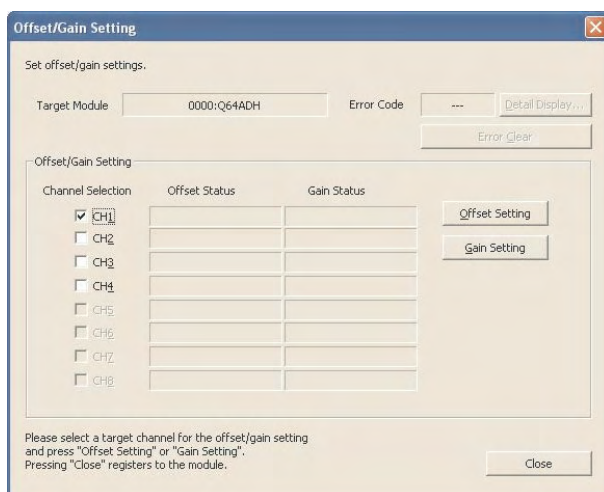 Offset/Gain Setting
Set offset/gain settings.
Target Module 0000:Q64ADH Error Code --- Detail Display...
Error Clear
Offset/Gain Setting
Channel Selection Offset Status Gain Status
CH1 Offset Setting
CH2
Gain Setting
CH3
CH4
CH5
CH6
CH7
CH8
Please select a target channel for the offset/gain setting
and press "Offset Setting" or "Gain Setting".
Pressing "Close" registers to the module.
Close